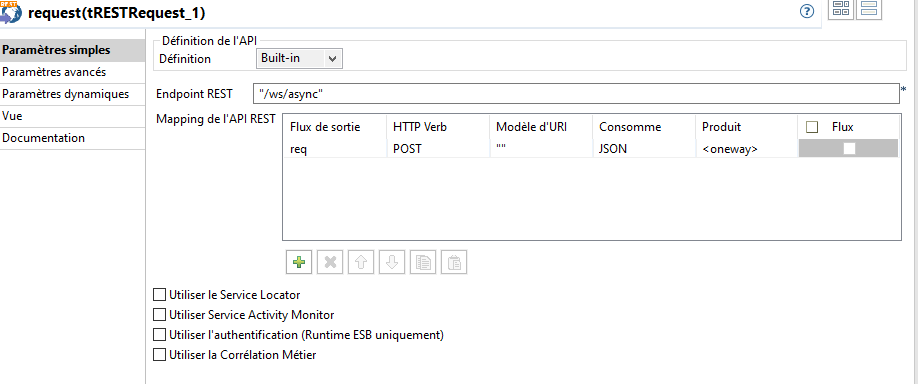 request(tRESTRequest_1)
Paramètres simples
Paramètres avancés
Paramètres dynamiques
Vue
Documentation
Définition de l'API
Définition Built-in
Endpoint REST "/ws/async" *
Mapping de l'API REST
Flux de sortie HTTP Verb Modèle d'URI Consomme Produit Flux
req POST "" JSON <oneway>
Utiliser le Service Locator
Utiliser Service Activity Monitor
Utiliser l'authentification (Runtime ESB uniquement)
Utiliser la Corrélation Métier